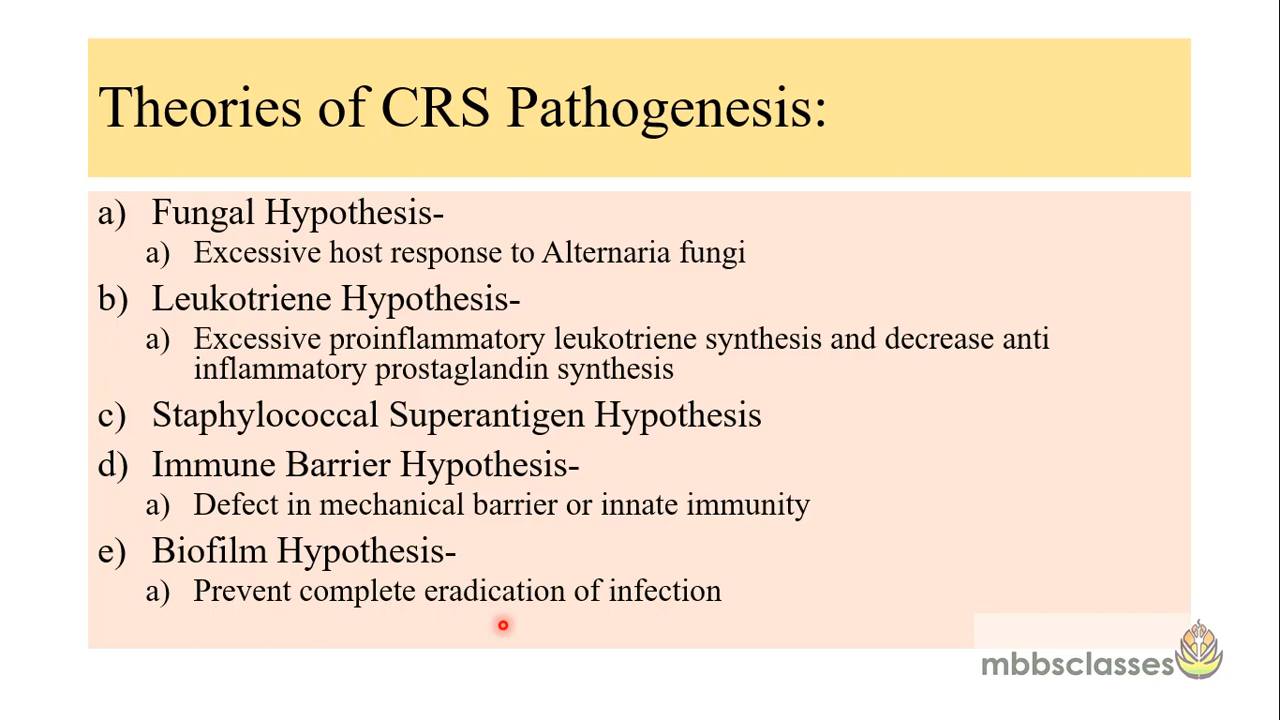 Theories of CRS Pathogenesis:
a) Fungal Hypothesis-
a) Excessive host response to Alternaria fungi
b) Leukotriene Hypothesis-
a) Excessive proinflammatory leukotriene synthesis and decrease anti
inflammatory prostaglandin synthesis
c) Staphylococcal Superantigen Hypothesis
d) Immune Barrier Hypothesis-
a) Defect in mechanical barrier or innate immunity
e) Biofilm Hypothesis-
a) Prevent complete eradication of infection
mbbsclasses